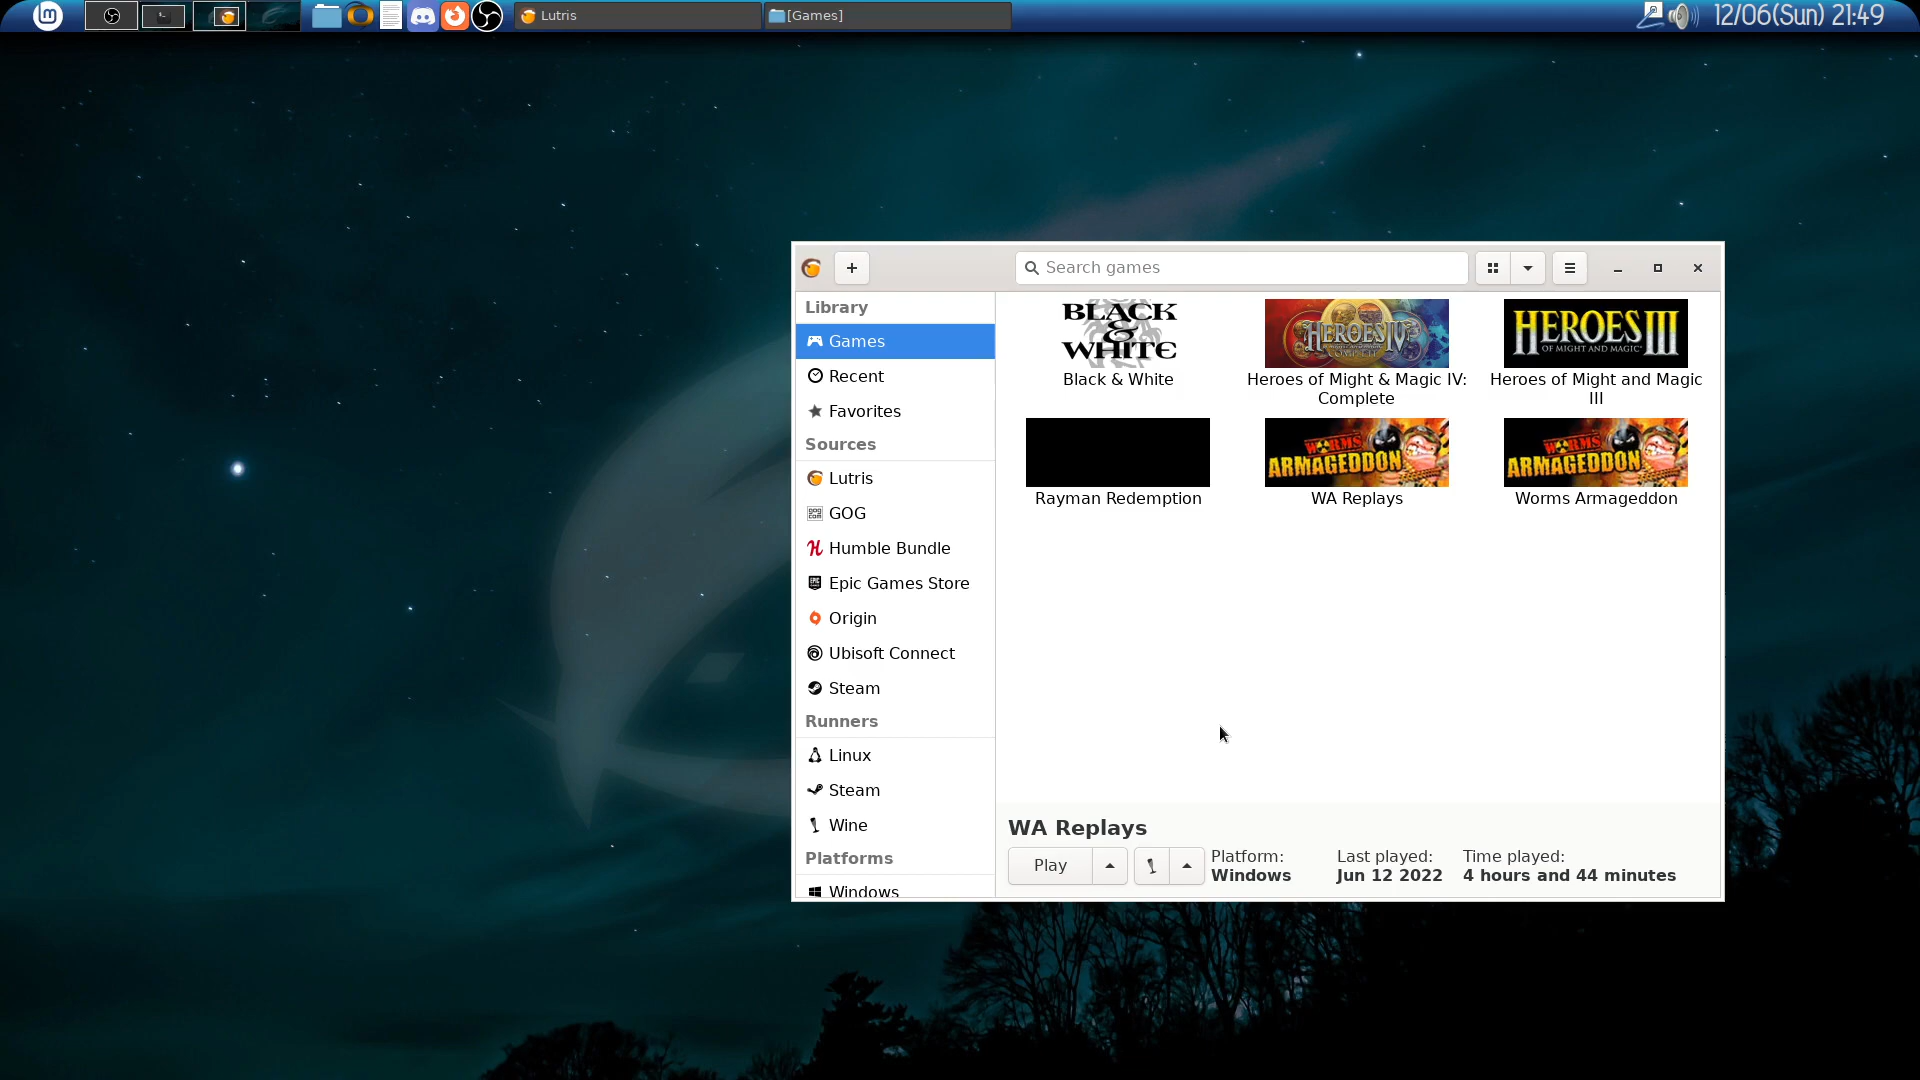 Lutris
[Games]
12/06(Sun) 21:49
Search games
Library
Games
Recent
Favorites
Sources
Lutris
GOG
Humble Bundle
Epic Games Store
Origin
Ubisoft Connect
Steam
Runners
Linux
Steam
Wine
Platforms
Windows
BLACK
&
WHITE
Black & White
HEROES IV
COMPLETE
Heroes of Might & Magic IV:
Complete
HEROES III
OF MIGHT AND MAGIC
Heroes of Might and Magic
III
Rayman Redemption
WORMS
ARMAGEDDON
WA Replays
WORMS
ARMAGEDDON
Worms Armageddon
WA Replays
Play
Platform:
Windows
Last played:
Jun 12 2022
Time played:
4 hours and 44 minutes